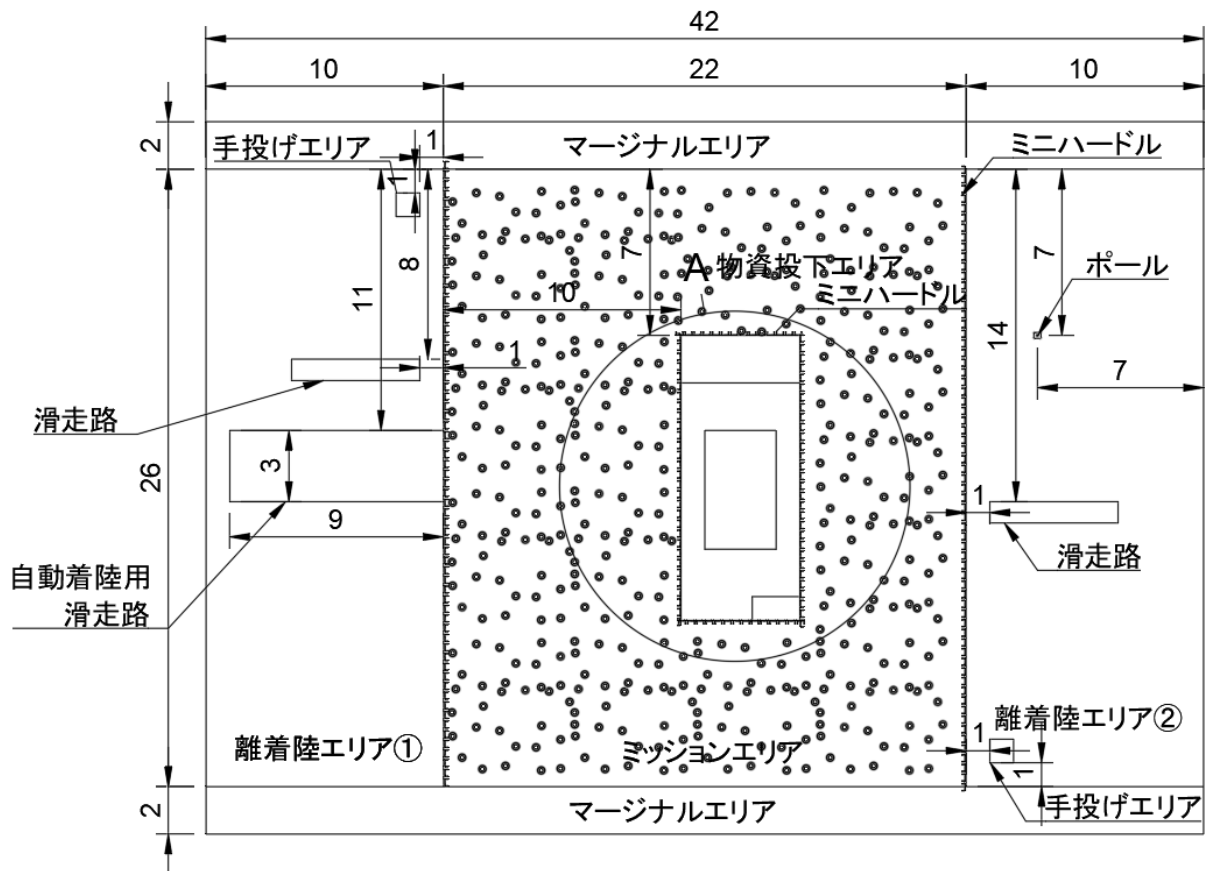 42
10
22
10
2
手投げエリア
1
マージナルエリア
ミニハードル
1
7
8
11
A 物資投下エリア
ミニハードル
10
7
ポール
14
7
1
滑走路
26
3
9
1
自動着陸用
滑走路
滑走路
離着陸エリア①
ミッションエリア
離着陸エリア②
1
1
2
マージナルエリア
手投げエリア